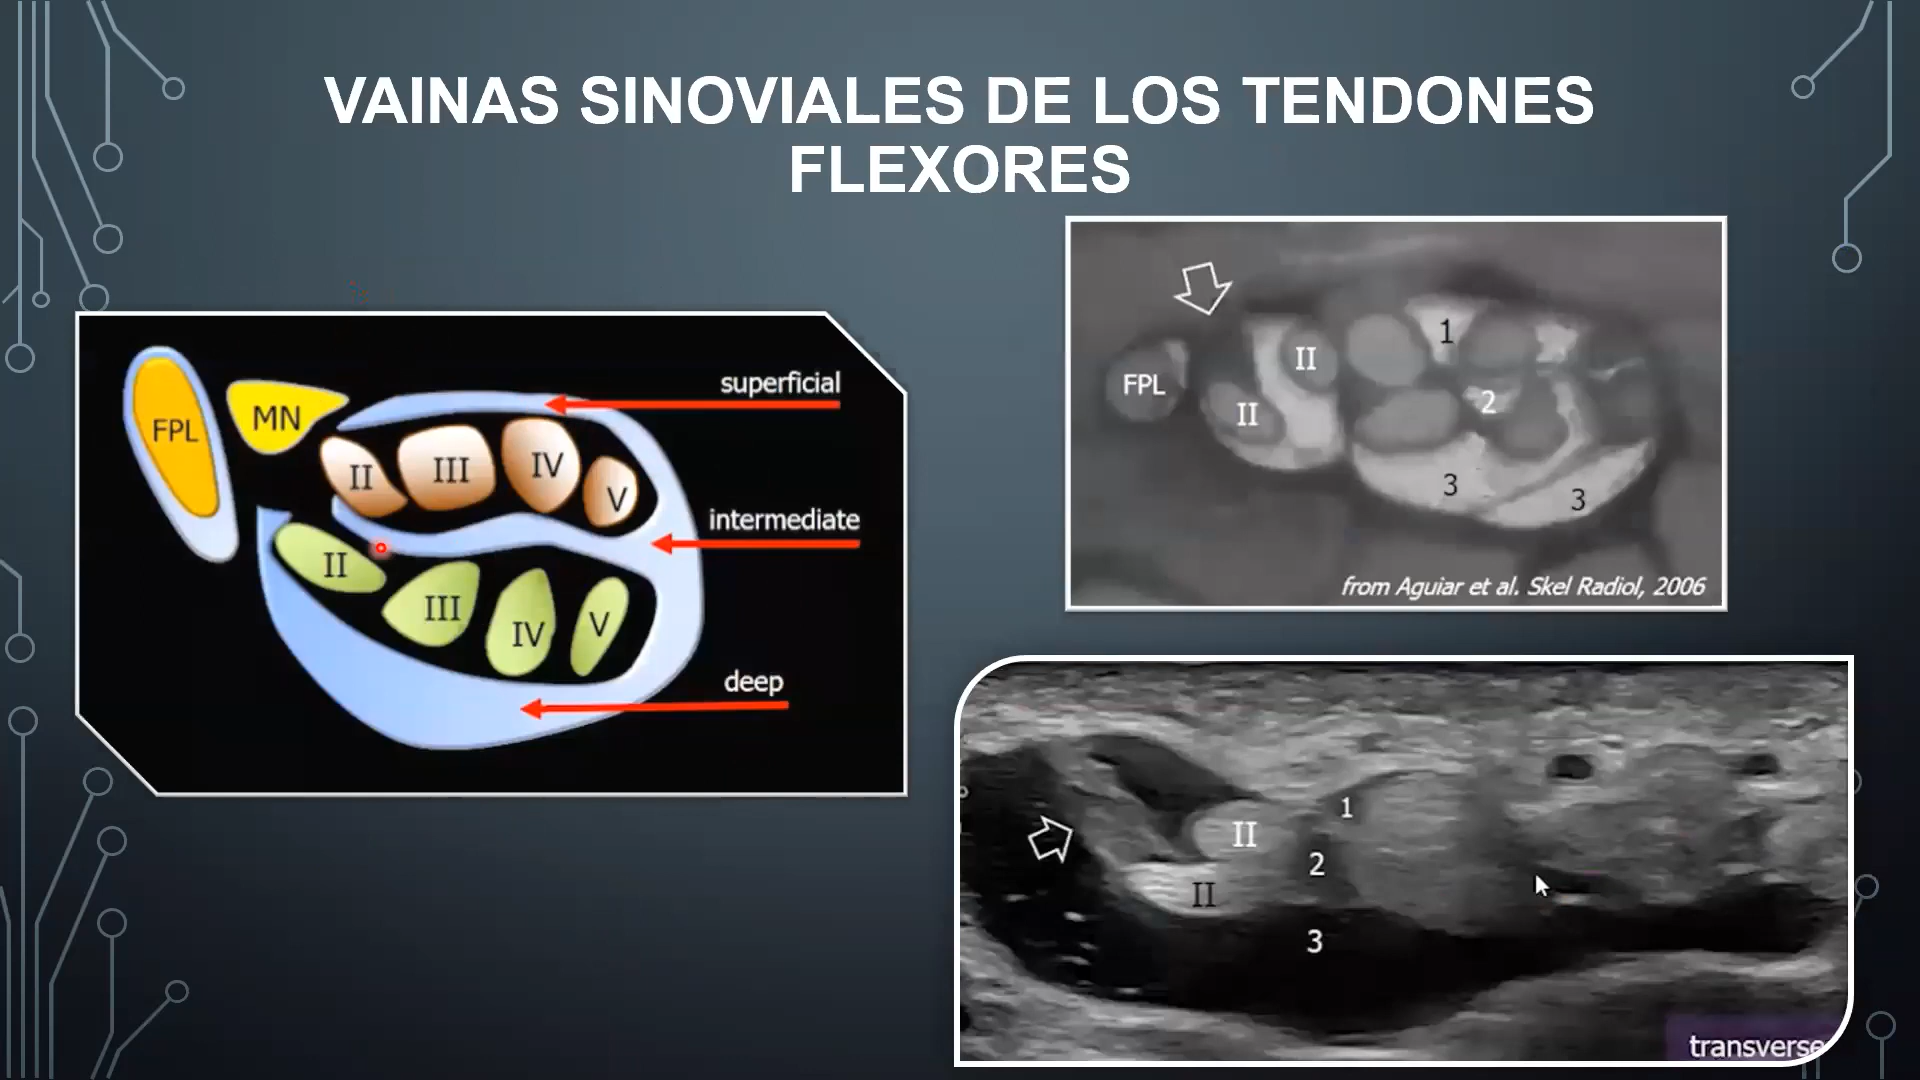 VAINAS SINOVIALES DE LOS TENDONES
FLEXORES
superficial
FPL
MN
II
III
IV
V
intermediate
II
III
IV
V
deep
1
II
FPL
2
II
3
3
from Aguiar et al. Skel Radiol, 2006
1
II
2
II
3
transverse